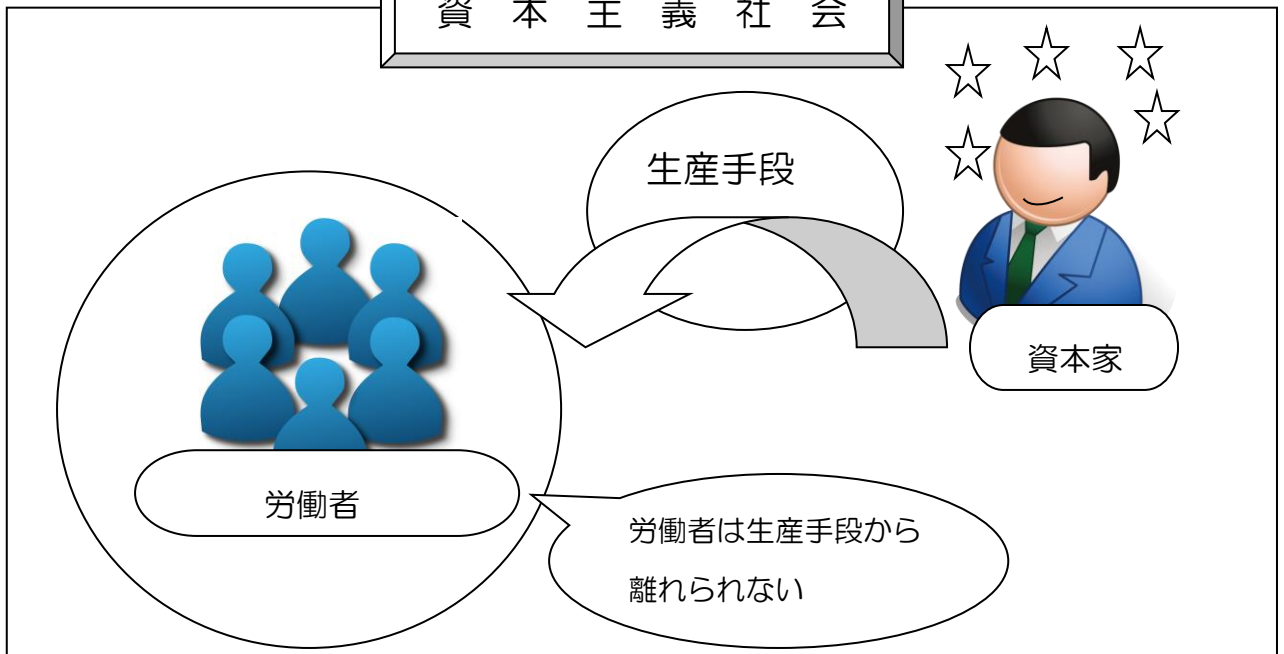 資本主義社会
生産手段
資本家
労働者
労働者は生産手段から
離れられない